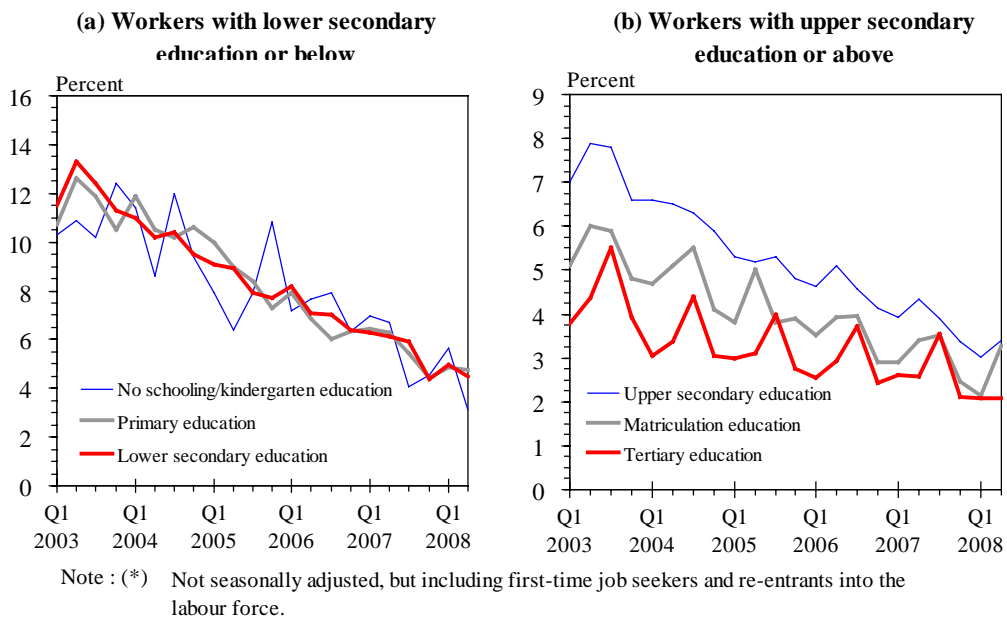 (a) Workers with lower secondary
education or below
Percent
16
14
12
10
8
6
4
2
0
No schooling/kindergarten education
Primary education
Lower secondary education
Q1 Q1 Q1 Q1 Q1 Q1
2003 2004 2005 2006 2007 2008
(b) Workers with upper secondary
education or above
Percent
9
8
7
6
5
4
3
2
1
0
Upper secondary education
Matriculation education
Tertiary education
Q1 Q1 Q1 Q1 Q1 Q1
2003 2004 2005 2006 2007 2008
Note : (*) Not seasonally adjusted, but including first-time job seekers and re-entrants into the
labour force.